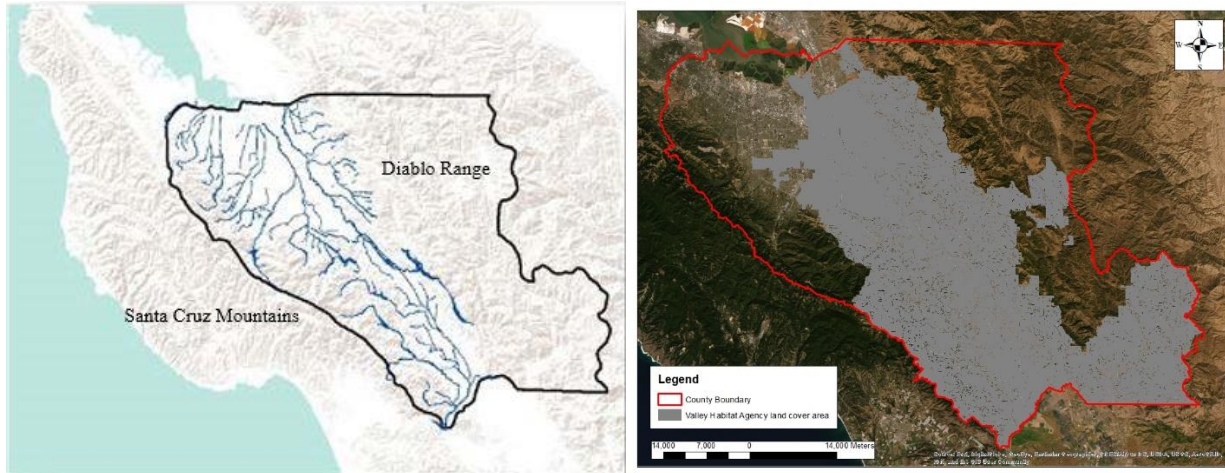 Diablo Range
Santa Cruz Mountains
N
W E
S
Legend
County Boundary
Valley Habitat Agency land cover area
14,000 7,000 0 14,000 Meters